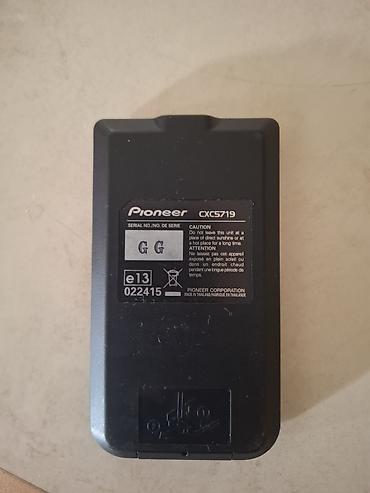 Pioneer CXC5719
SERIAL NO./NO. DE SERIE
G G
CAUTION
Do not leave this unit at a
place of direct sunshine or at
a hot place for a long time.
ATTENTION
Ne laissez pas cet appareil
exposé en plein soleil ou
dans un endroit chaud
pendant une longue période de
temps.
e13
022415
PIONEER CORPORATION
MADE IN THAILAND/FABRIQUÉ EN THAILANDE